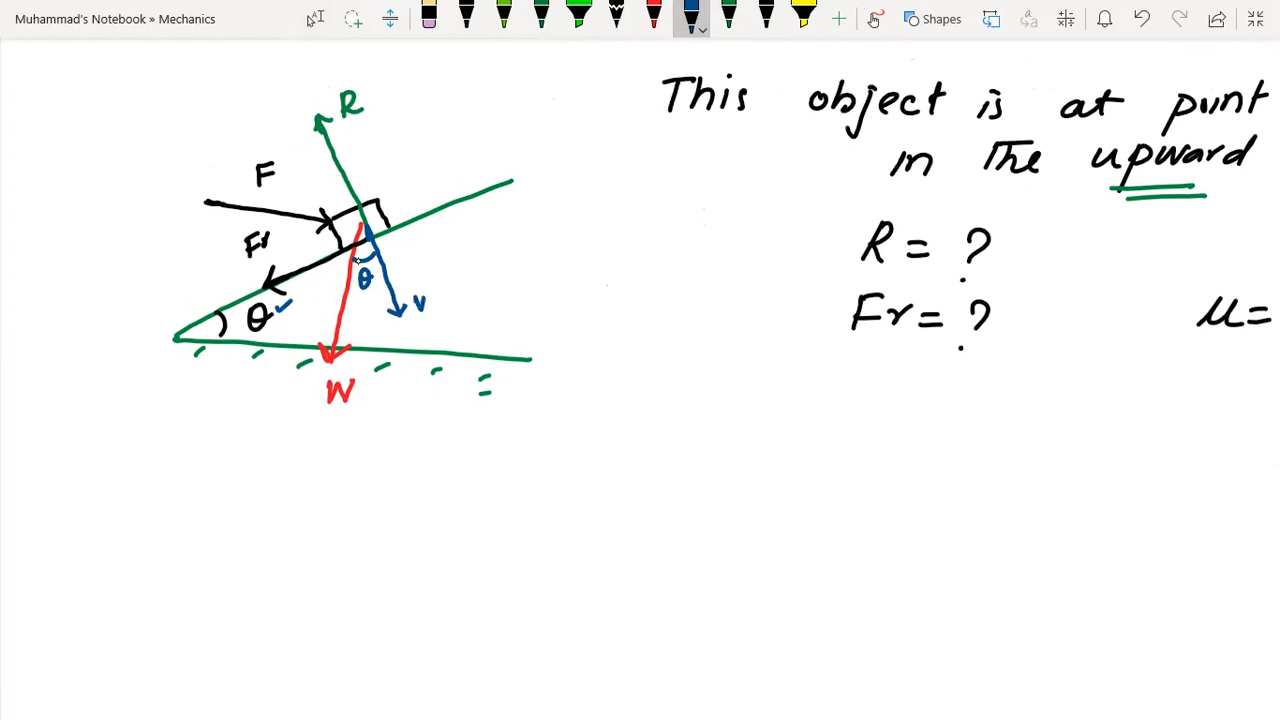 Muhammad's Notebook » Mechanics
Shapes
This object is at point
in the upward
R = ?
Fr = ?
μ =
R
F
Fr
θ
θ
V
W